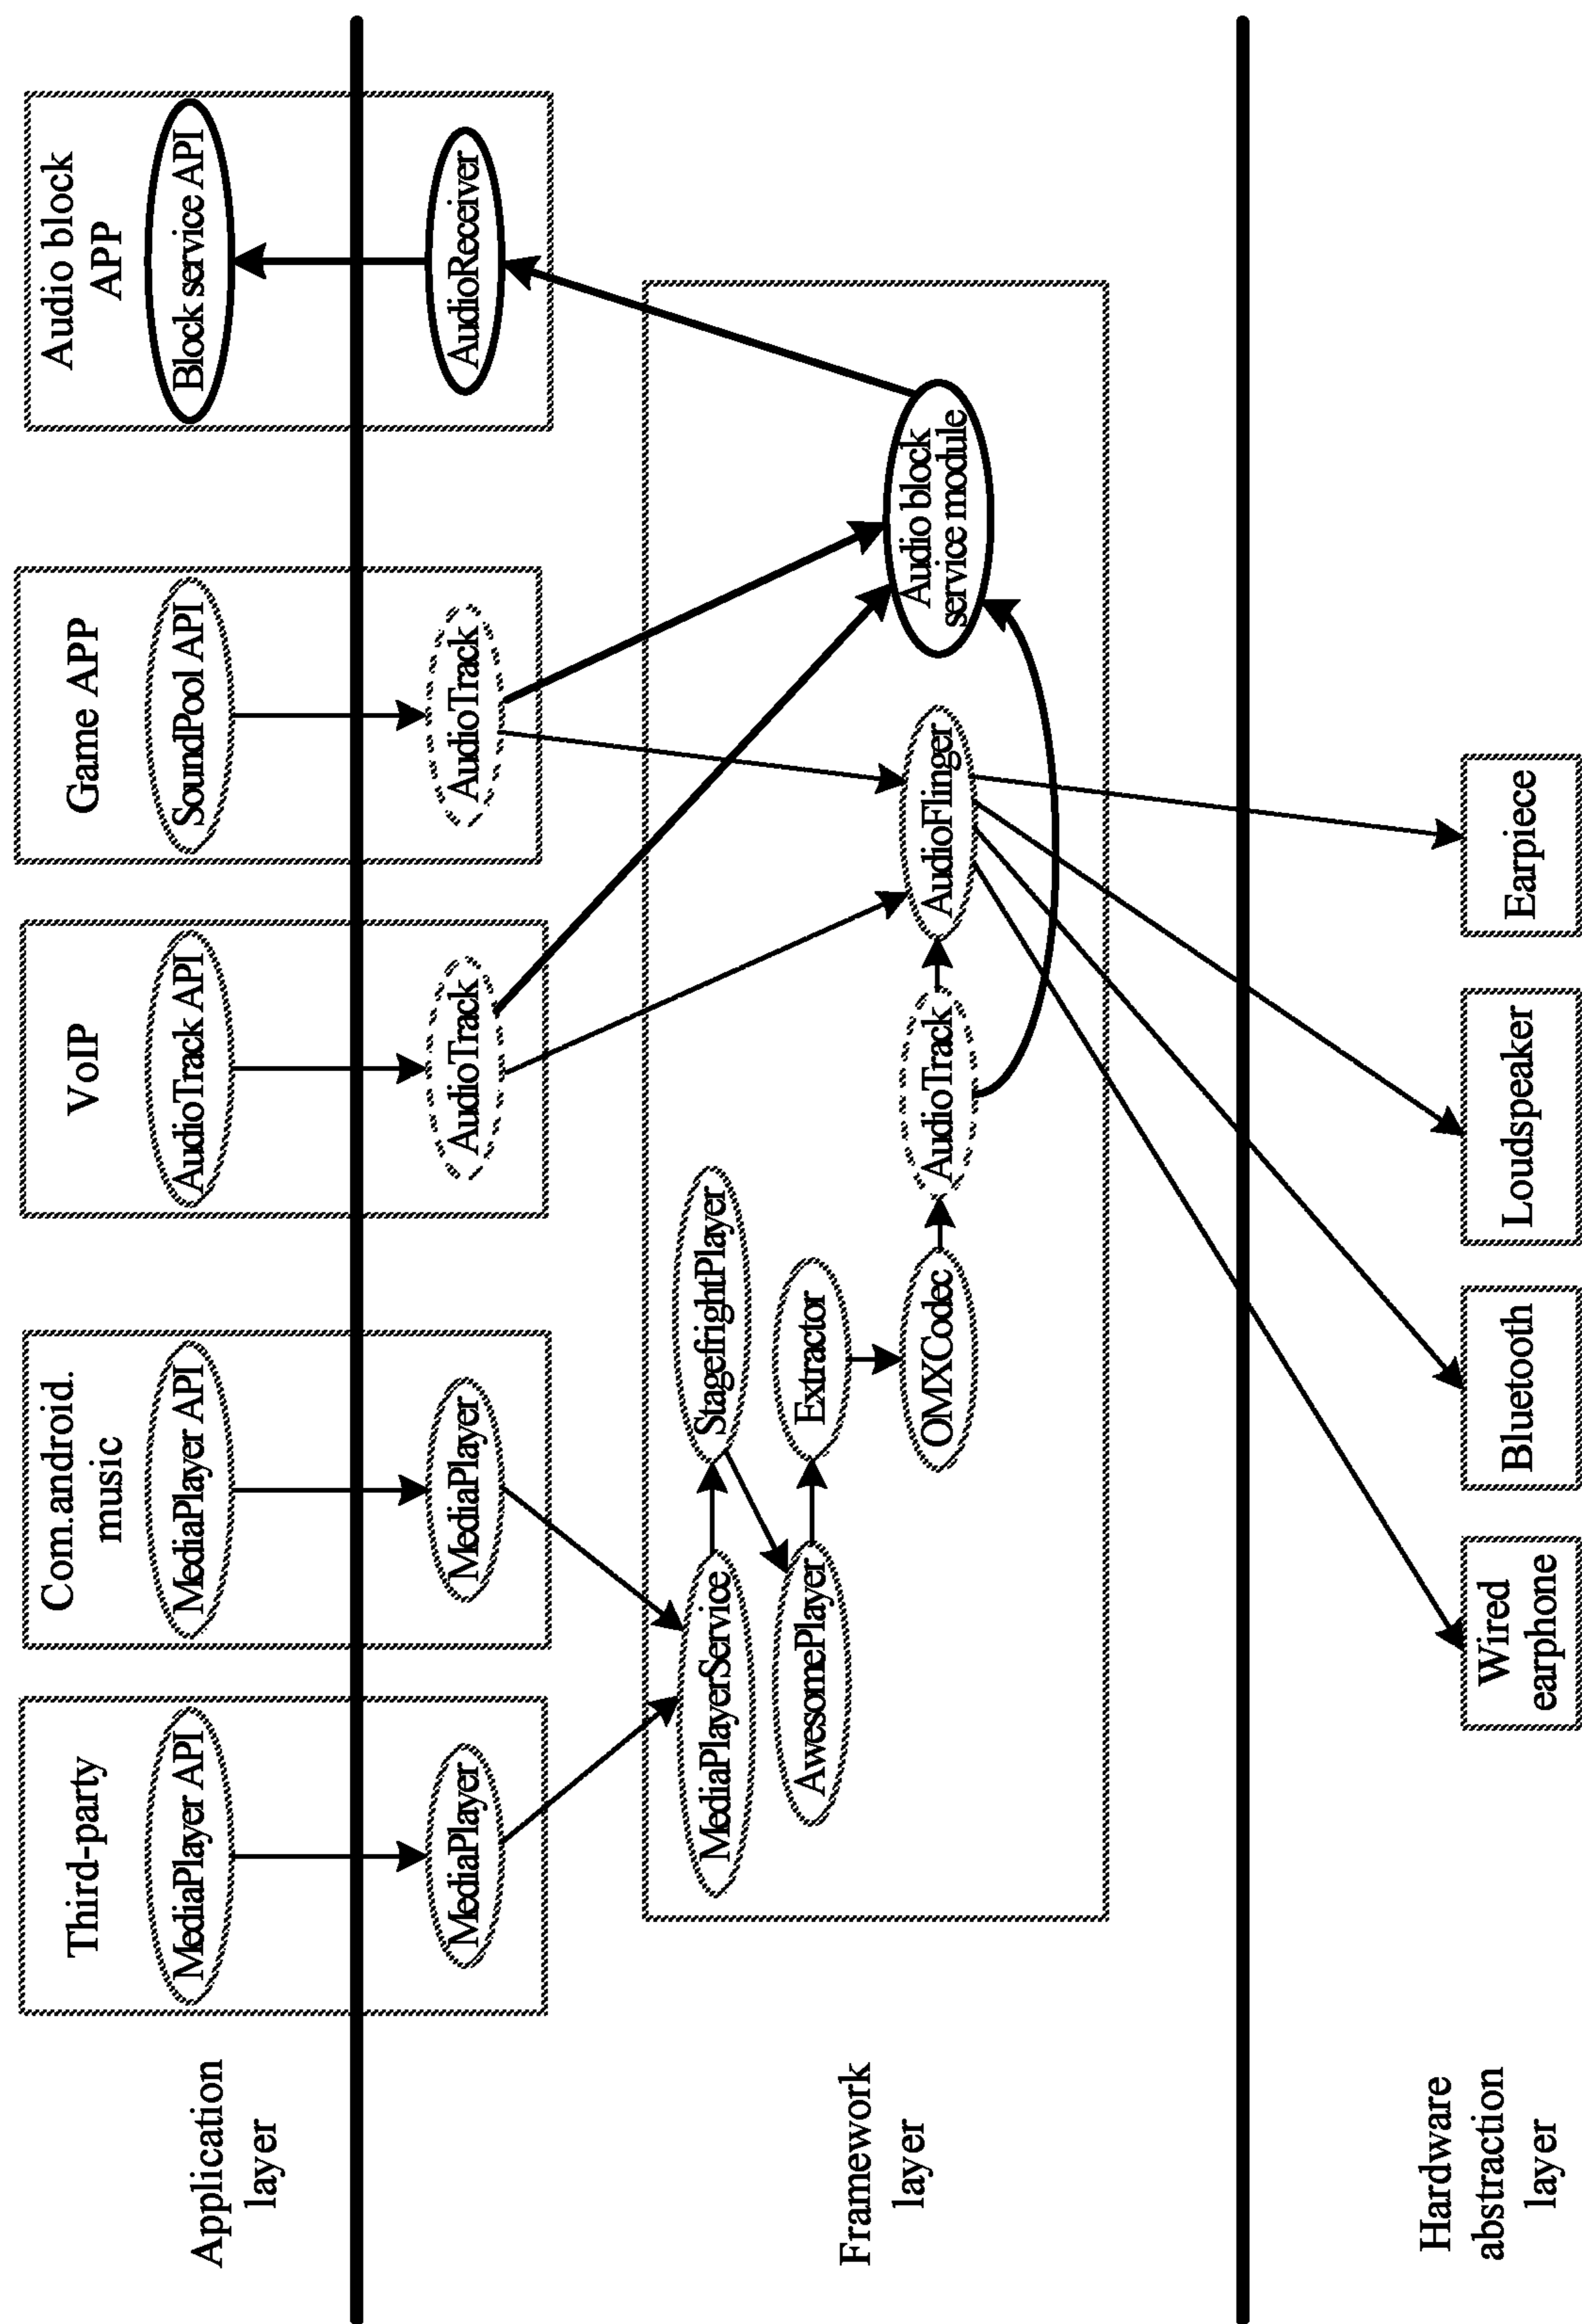 Application
layer
Third-party
MediaPlayer API
MediaPlayer
Com.android.
music
MediaPlayer API
MediaPlayer
VoIP
AudioTrack API
AudioTrack
Game APP
SoundPool API
AudioTrack
Audio block
APP
Block service API
AudioReceiver
Framework
layer
MediaPlayerService
StagefrightPlayer
AwesomePlayer
Extractor
OMXCodec
AudioTrack
AudioFlinger
Audio block
service module
Hardware
abstraction
layer
Wired
earphone
Bluetooth
Loudspeaker
Earpiece